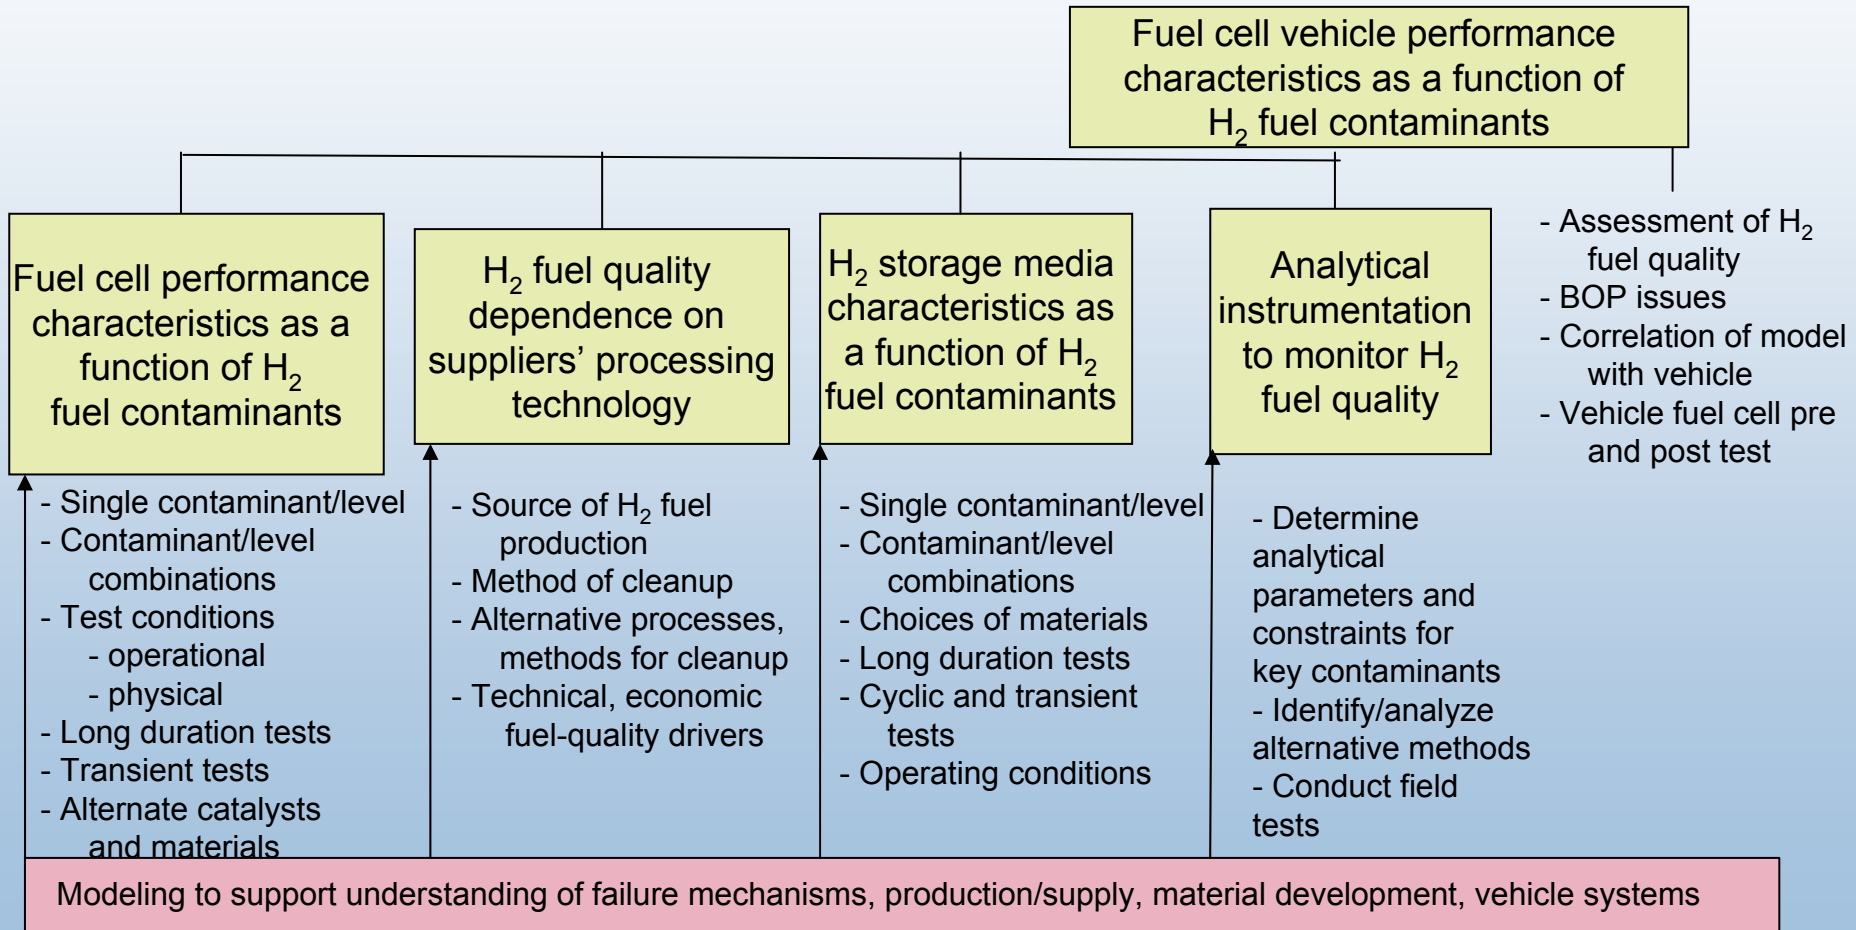 Fuel cell vehicle performance
characteristics as a function of
H₂ fuel contaminants
Fuel cell performance
characteristics as a
function of H₂
fuel contaminants
- Single contaminant/level
- Contaminant/level
combinations
- Test conditions
- operational
- physical
- Long duration tests
- Transient tests
- Alternate catalysts
and materials
H₂ fuel quality
dependence on
suppliers’ processing
technology
- Source of H₂ fuel
production
- Method of cleanup
- Alternative processes,
methods for cleanup
- Technical, economic
fuel-quality drivers
H₂ storage media
characteristics as
a function of H₂
fuel contaminants
- Single contaminant/level
- Contaminant/level
combinations
- Choices of materials
- Long duration tests
- Cyclic and transient
tests
- Operating conditions
Analytical
instrumentation
to monitor H₂
fuel quality
- Determine
analytical
parameters and
constraints for
key contaminants
- Identify/analyze
alternative methods
- Conduct field
tests
- Assessment of H₂
fuel quality
- BOP issues
- Correlation of model
with vehicle
- Vehicle fuel cell pre
and post test
Modeling to support understanding of failure mechanisms, production/supply, material development, vehicle systems